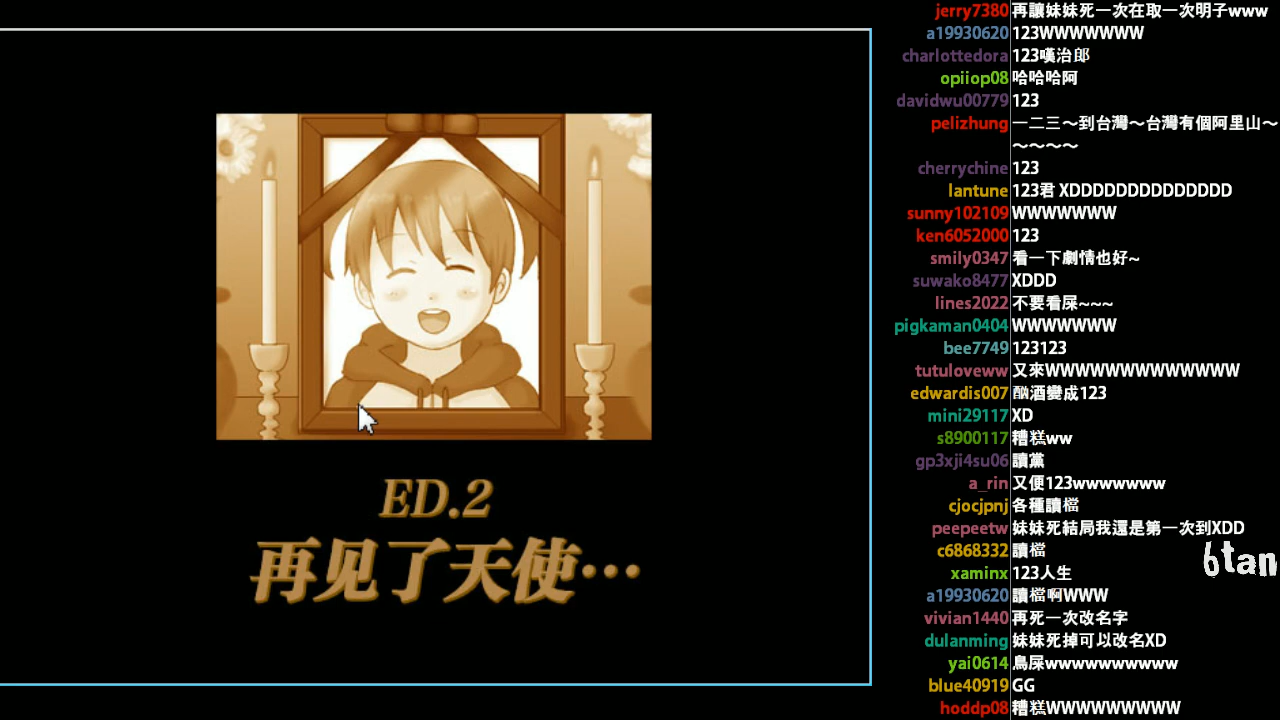 ED.2
再见了天使…
jerry7380 再讓妹妹死一次在取一次明子www
a19930620 123WWWWWWW
charlottedora 123嘆治郎
opiiop08 哈哈哈阿
davidwu00779 123
pelizhung 一二三～到台灣～台灣有個阿里山～
～～～～
cherrychine 123
lantune 123君 XDDDDDDDDDDDDDD
sunny102109 WWWWWWW
ken6052000 123
smily0347 看一下劇情也好~
suwako8477 XDDD
lines2022 不要看屎~~~
pigkaman0404 WWWWWWW
bee7749 123123
tutuloveww 又來WWWWWWWWWWWWW
edwardis007 酗酒變成123
mini29117 XD
s8900117 糟糕ww
gp3xji4su06 讀黨
a_rin 又便123wwwwwww
cjocjpnj 各種讀檔
peepeetw 妹妹死結局我還是第一次到XDD
c6868332 讀檔
xaminx 123人生
a19930620 讀檔啊WWW
vivian1440 再死一次改名字
dulanming 妹妹死掉可以改名XD
yai0614 鳥屎wwwwwwwwwww
blue40919 GG
hoddp08 糟糕WWWWWWWWW
6tan